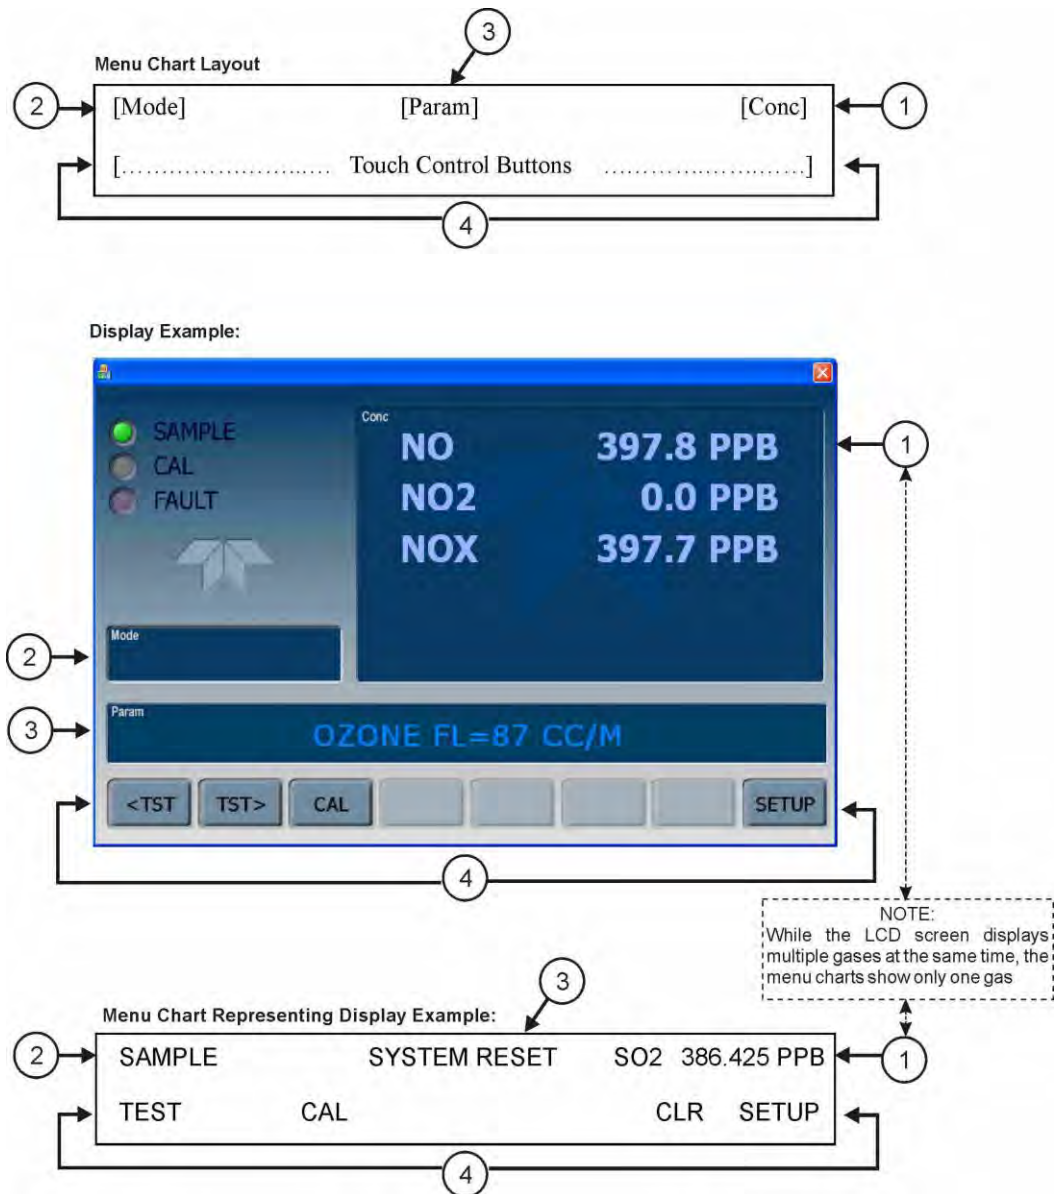 3
Menu Chart Layout
2 [Mode] [Param] [Conc] 1
[........................ Touch Control Buttons ........................]
4
Display Example:
SAMPLE
CAL
FAULT
Conc
NO 397.8 PPB
NO2 0.0 PPB
NOX 397.7 PPB
1
Mode
2
Param
3 OZONE FL=87 CC/M
<TST TST> CAL SETUP
4
NOTE:
While the LCD screen displays
multiple gases at the same time, the
menu charts show only one gas
3
Menu Chart Representing Display Example:
2 SAMPLE SYSTEM RESET SO2 386.425 PPB 1
TEST CAL CLR SETUP
4